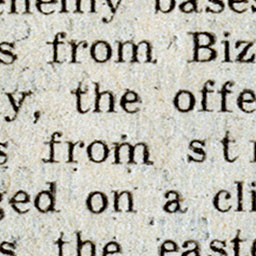 enemy bases
s from Biz
y, the offe
s from str
ged on a cli
s the easte